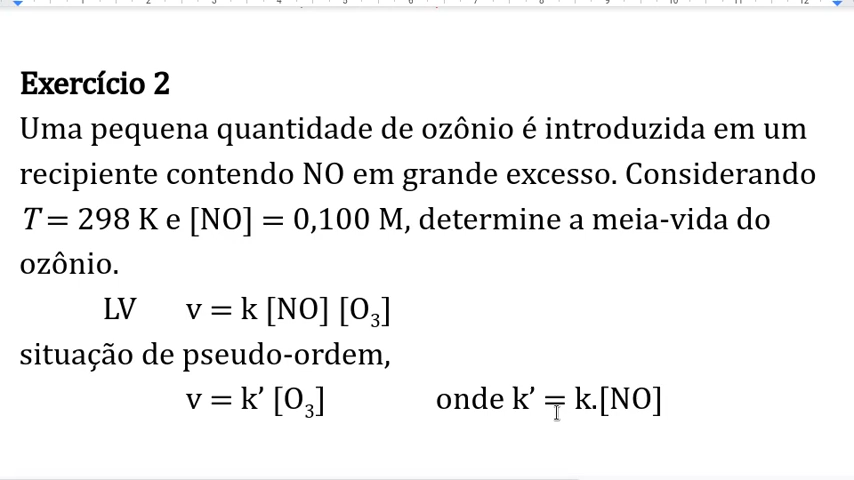 Exercício 2
Uma pequena quantidade de ozônio é introduzida em um
recipiente contendo NO em grande excesso. Considerando
T = 298 K e [NO] = 0,100 M, determine a meia-vida do
ozônio.
LV v = k [NO] [O₃]
situação de pseudo-ordem,
v = k’ [O₃] onde k’ = k.[NO]